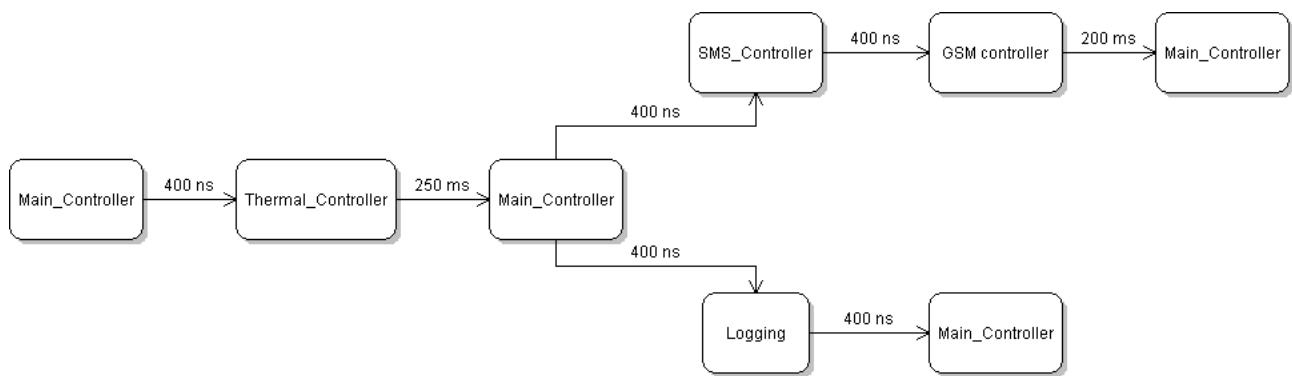 SMS_Controller
400 ns
GSM controller
200 ms
Main_Controller
400 ns
Main_Controller
400 ns
Thermal_Controller
250 ms
Main_Controller
400 ns
Logging
400 ns
Main_Controller